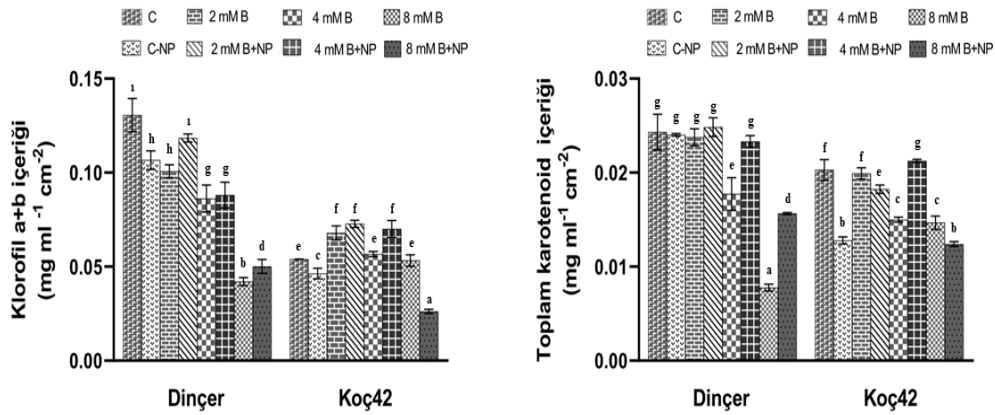 C 2 mM B 4 mM B 8 mM B
C-NP 2 mM B+NP 4 mM B+NP 8 mM B+NP
Klorofil a+b içeriği
(mg ml -1 cm-2)
0.15
0.10
0.05
0.00
ı h h ı g g b d
e c f f e f e a
Dinçer Koç42
C 2 mM B 4 mM B 8 mM B
C-NP 2 mM B+NP 4 mM B+NP 8 mM B+NP
Toplam karotenoid içeriği
(mg ml-1 cm-2)
0.03
0.02
0.01
0.00
g g g g e g a d
f b f e c g c b
Dinçer Koç42